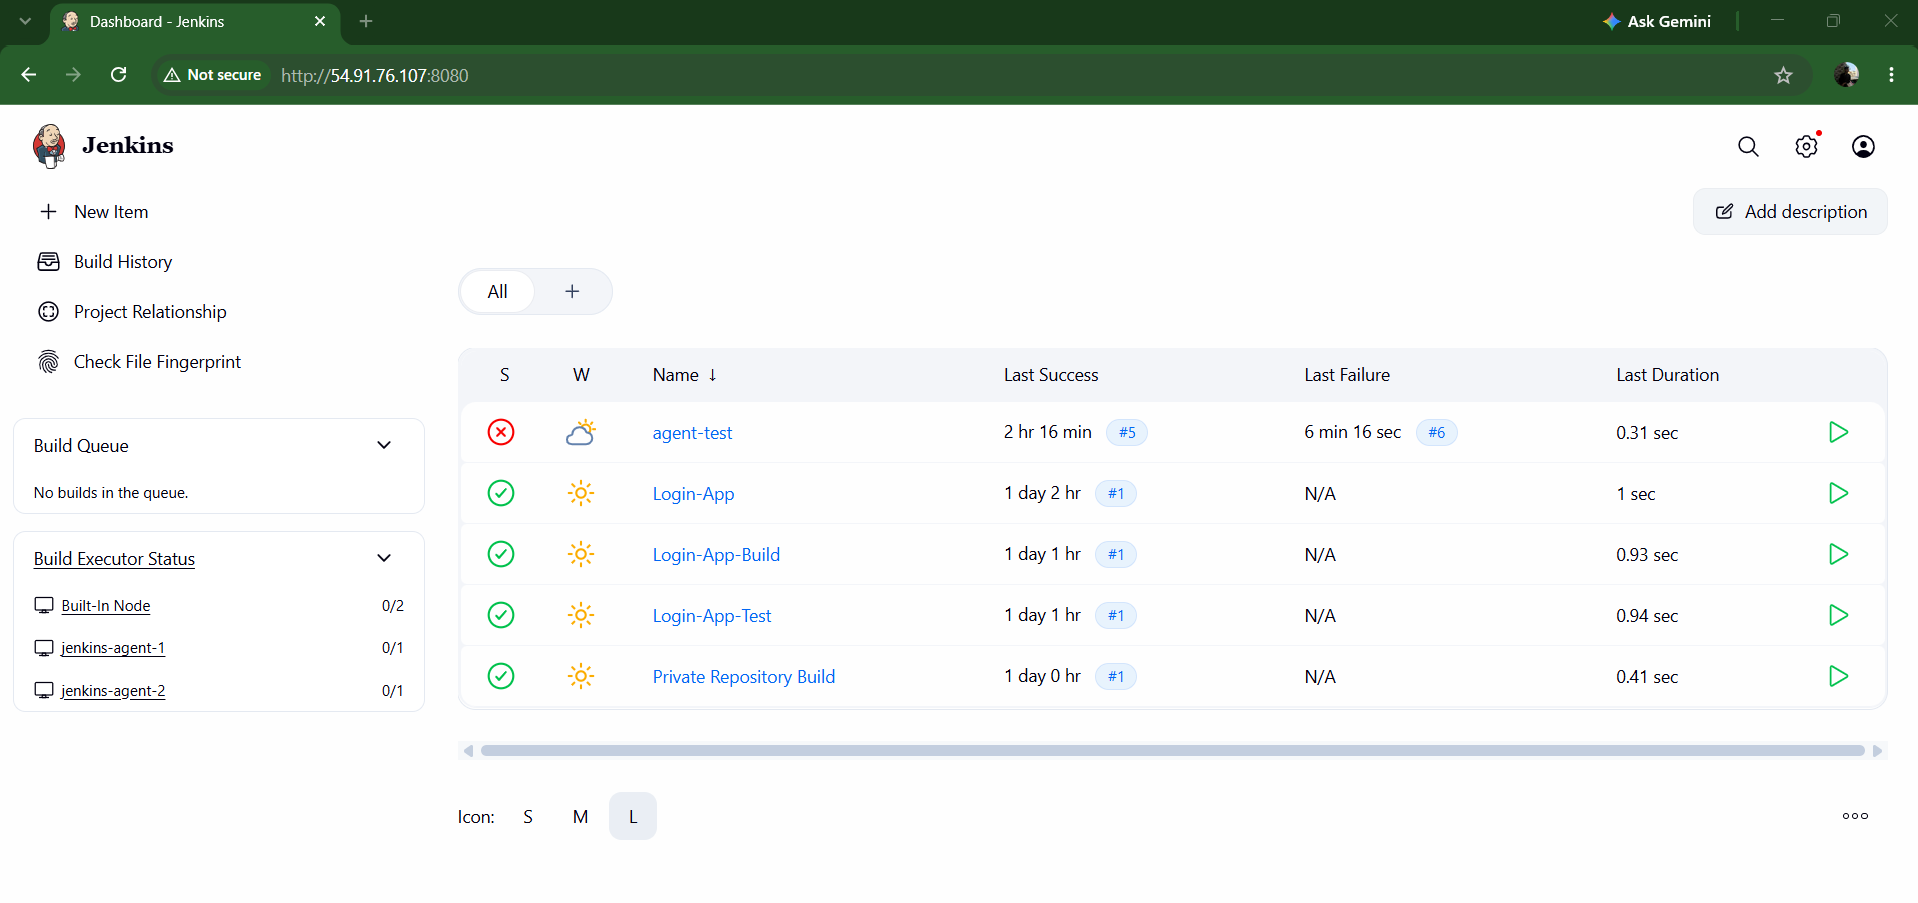 Dashboard - Jenkins
Ask Gemini
Not secure http://54.91.76.107:8080
Jenkins
New Item
Add description
Build History
Project Relationship
Check File Fingerprint
All
Build Queue
No builds in the queue.
Build Executor Status
Built-In Node 0/2
jenkins-agent-1 0/1
jenkins-agent-2 0/1
S W Name ↓ Last Success Last Failure Last Duration
agent-test 2 hr 16 min #5 6 min 16 sec #6 0.31 sec
Login-App 1 day 2 hr #1 N/A 1 sec
Login-App-Build 1 day 1 hr #1 N/A 0.93 sec
Login-App-Test 1 day 1 hr #1 N/A 0.94 sec
Private Repository Build 1 day 0 hr #1 N/A 0.41 sec
Icon: S M L